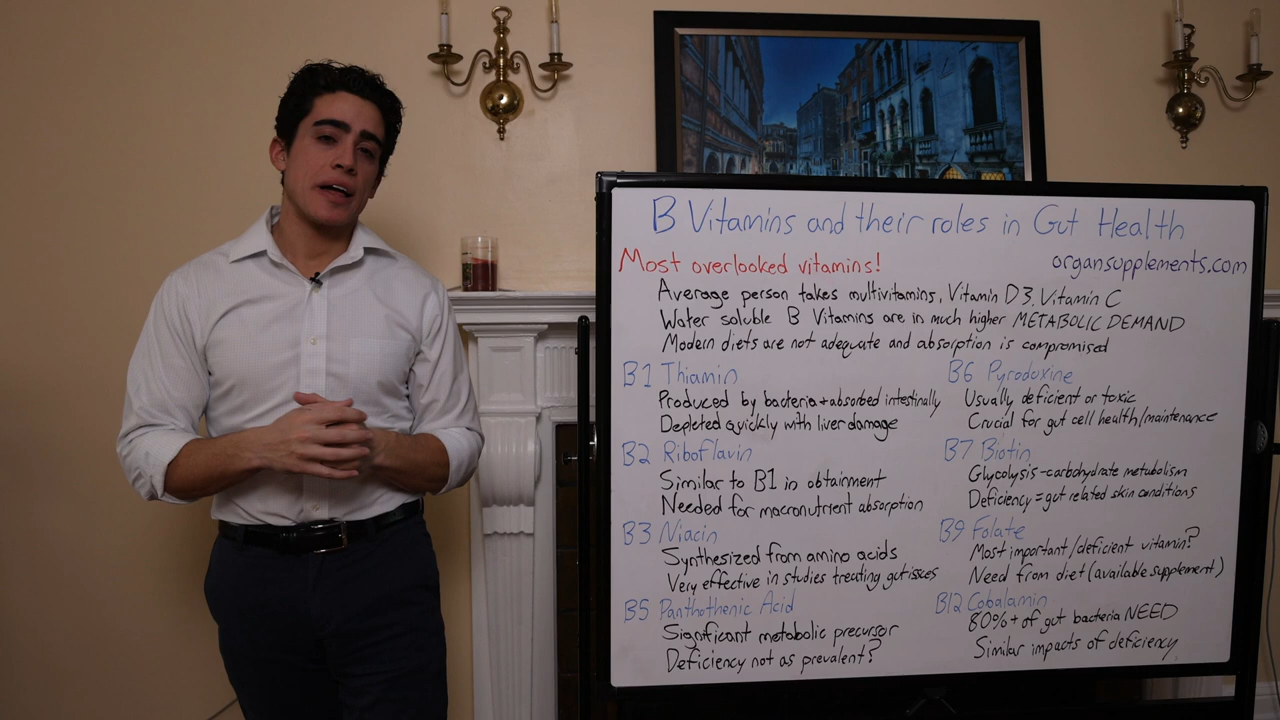 B Vitamins and their roles in Gut Health
Most overlooked vitamins!
organsupplements.com
Average person takes multivitamins, Vitamin D3, Vitamin C
Water soluble B Vitamins are in much higher METABOLIC DEMAND
Modern diets are not adequate and absorption is compromised
B1 Thiamin
Produced by bacteria + absorbed intestinally
Depleted quickly with liver damage
B2 Riboflavin
Similar to B1 in obtainment
Needed for macronutrient absorption
B3 Niacin
Synthesized from amino acids
Very effective in studies treating gut isses
B5 Panthothenic Acid
Significant metabolic precursor
Deficiency not as prevalent?
B6 Pyrodoxine
Usually deficient or toxic
Crucial for gut cell health/maintenance
B7 Biotin
Glycolysis - carbohydrate metabolism
Deficiency = gut related skin conditions
B9 Folate
Most important/deficient vitamin?
Need from diet (available supplement)
B12 Cobalamin
80%+ of gut bacteria NEED
Similar impacts of deficiency